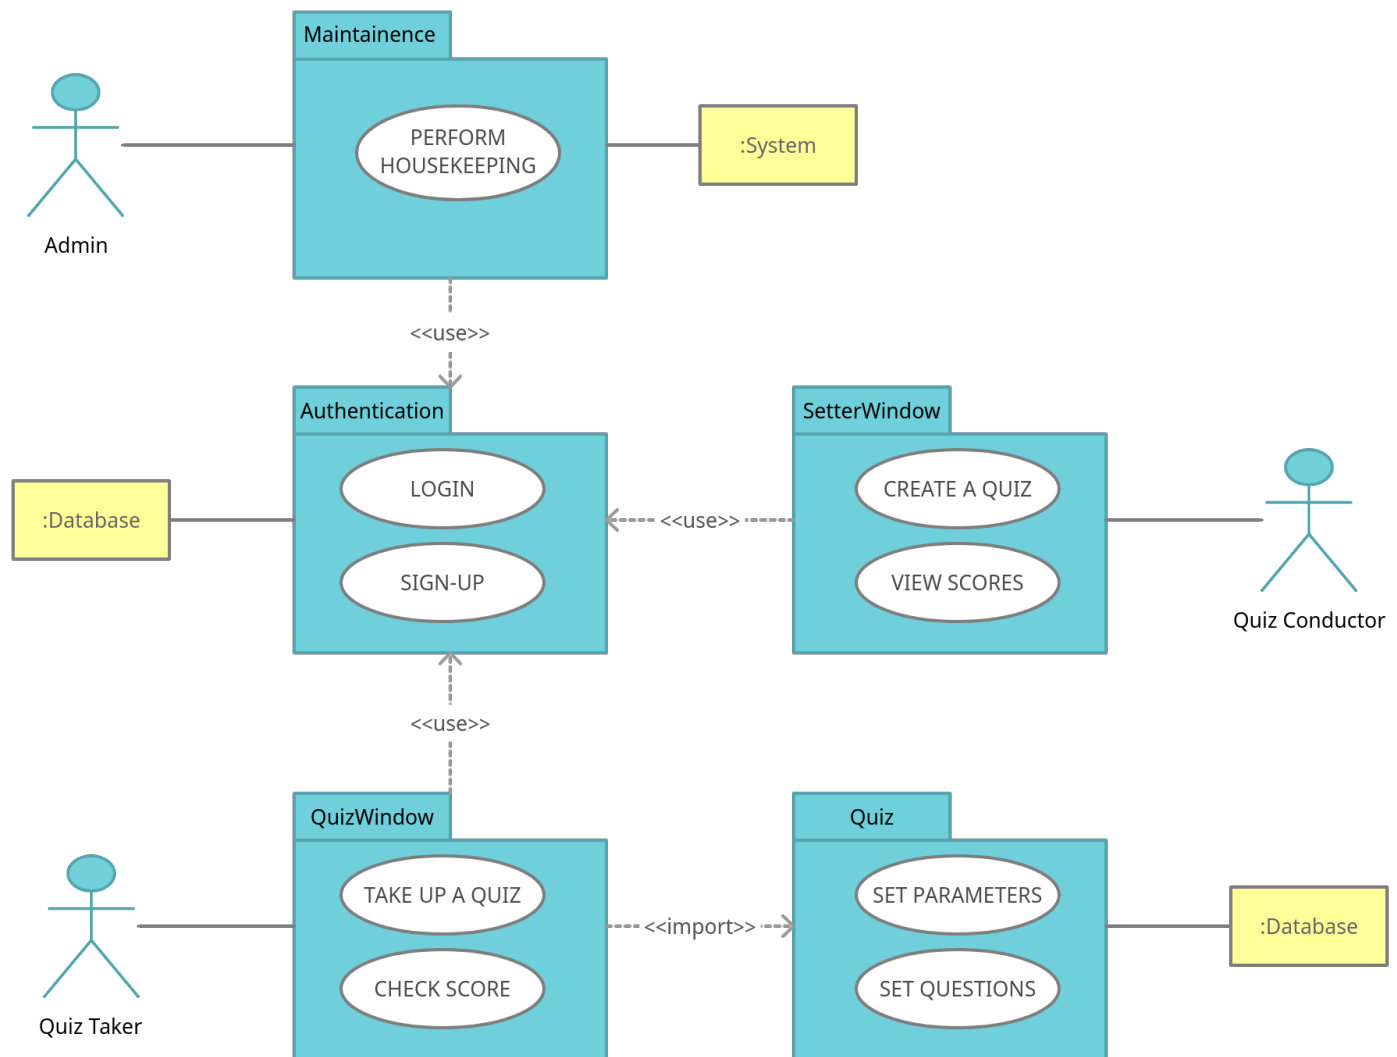 Maintainence
PERFORM
HOUSEKEEPING
:System
Admin
<<use>>
Authentication
SetterWindow
LOGIN
CREATE A QUIZ
:Database
<<use>>
SIGN-UP
VIEW SCORES
Quiz Conductor
<<use>>
QuizWindow
Quiz
TAKE UP A QUIZ
SET PARAMETERS
<<import>>
:Database
CHECK SCORE
SET QUESTIONS
Quiz Taker